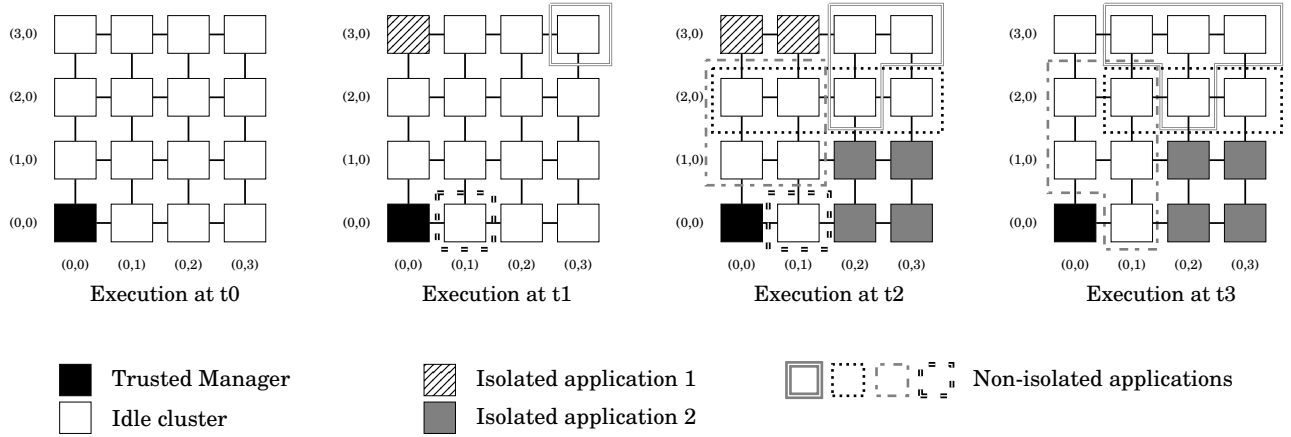 (3,0) (3,0) (3,0) (3,0)
(2,0) (2,0) (2,0) (2,0)
(1,0) (1,0) (1,0) (1,0)
(0,0) (0,0) (0,0) (0,0)
(0,0) (0,1) (0,2) (0,3) (0,0) (0,1) (0,2) (0,3) (0,0) (0,1) (0,2) (0,3) (0,0) (0,1) (0,2) (0,3)
Execution at t0 Execution at t1 Execution at t2 Execution at t3
Trusted Manager Isolated application 1 Non-isolated applications
Idle cluster Isolated application 2